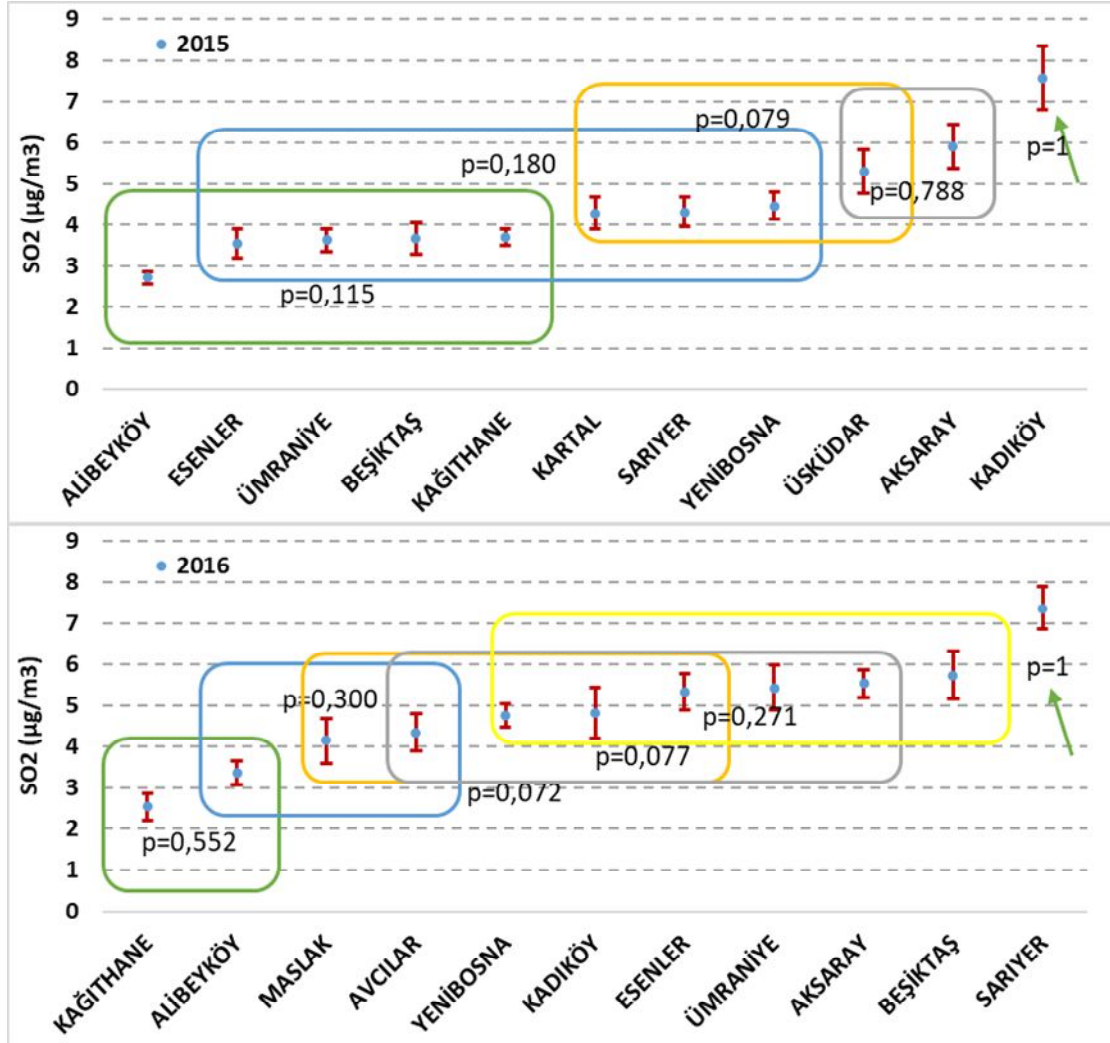 9
2015
8
7
p=0,079
6
p=0,180
p=1
5
p=0,788
4
3
p=0,115
2
1
0
SO2 (µg/m3)
ALİBEYKÖY
ESENLER
ÜMRANİYE
BEŞİKTAŞ
KAĞITHANE
KARTAL
SARIYER
YENİBOSNA
ÜSKÜDAR
AKSARAY
KADIKÖY
9
2016
8
7
6
p=1
p=0,300
5
p=0,271
4
p=0,077
3
p=0,072
2
p=0,552
1
0
SO2 (µg/m3)
KAĞITHANE
ALİBEYKÖY
MASLAK
AVCILAR
YENİBOSNA
KADIKÖY
ESENLER
ÜMRANİYE
AKSARAY
BEŞİKTAŞ
SARIYER